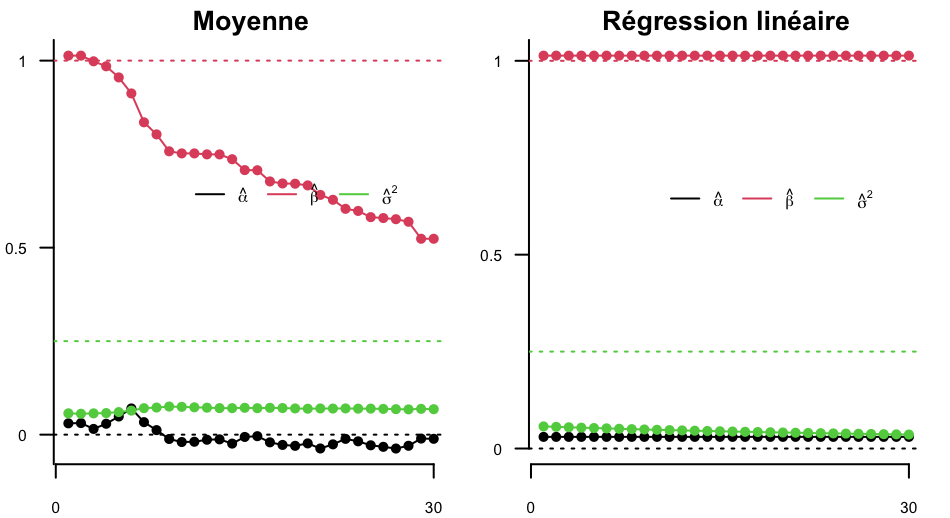 Moyenne
1
0.5
0
α̂ β̂ σ̂²
0 30
Régression linéaire
1
0.5
0
α̂ β̂ σ̂²
0 30